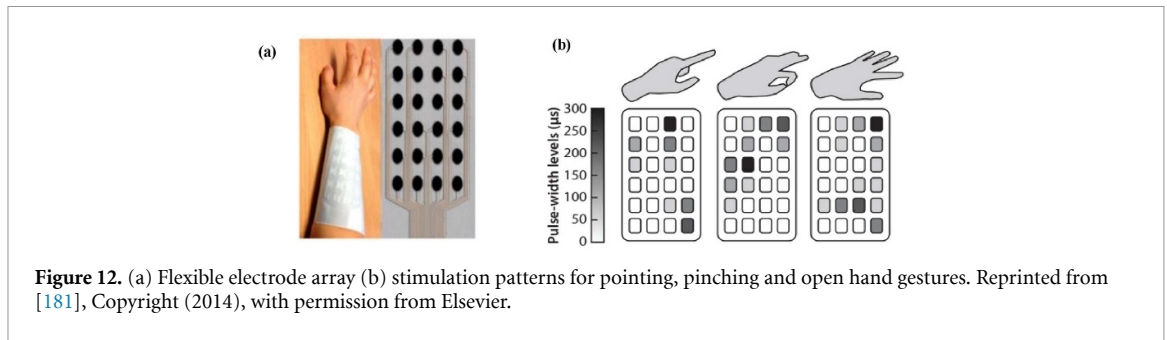 (a)
(b)
Pulse-width levels (µs)
300
250
200
150
100
50
0
Figure 12. (a) Flexible electrode array (b) stimulation patterns for pointing, pinching and open hand gestures. Reprinted from
[181], Copyright (2014), with permission from Elsevier.